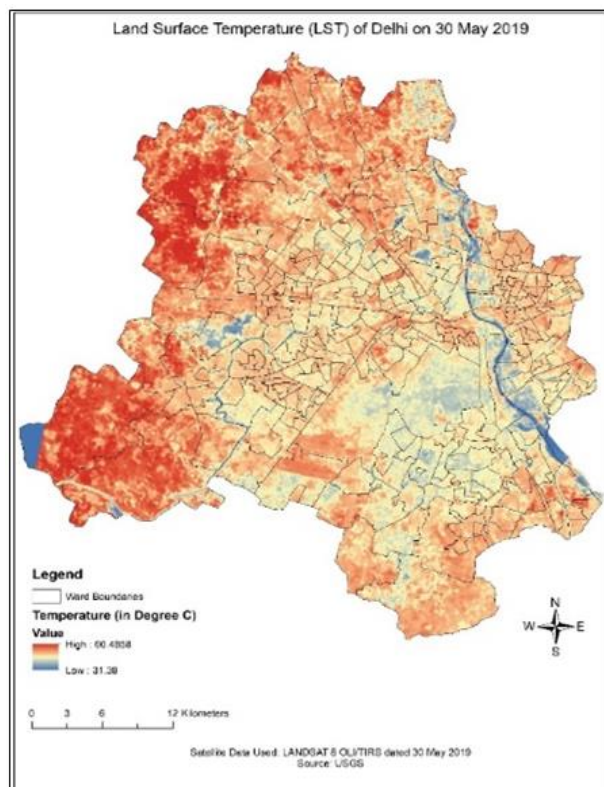 Land Surface Temperature (LST) of Delhi on 30 May 2019
Legend
Ward Boundaries
Temperature (in Degree C)
Value
High :
Low : 31.38
N
W E
S
0 3 6 12 Kilometers
Satellite Data Used: LANDSAT 8 OLI/TIRS dated 30 May 2019
Source: USGS